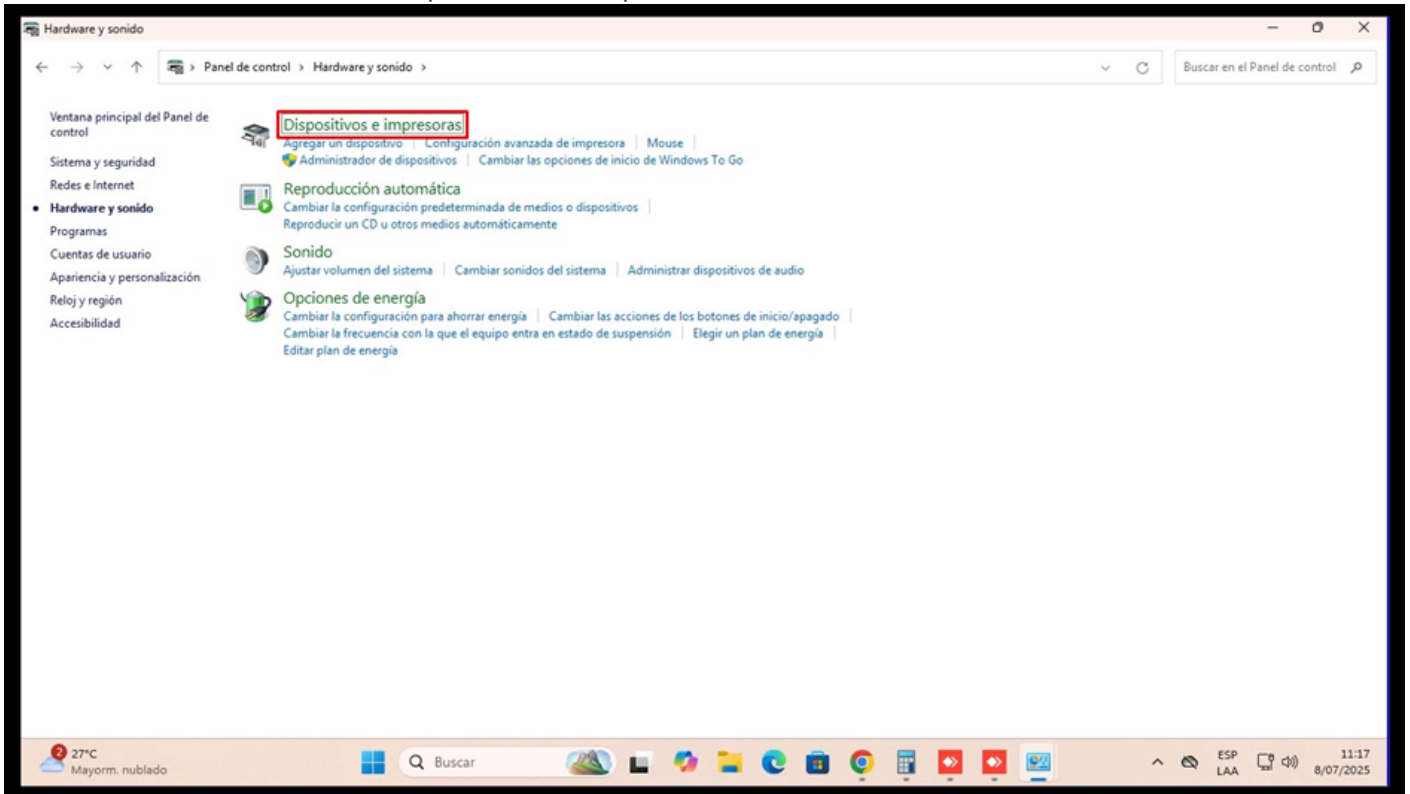 Hardware y sonido
Panel de control > Hardware y sonido >
Buscar en el Panel de control
Ventana principal del Panel de
control
Sistema y seguridad
Redes e Internet
Hardware y sonido
Programas
Cuentas de usuario
Apariencia y personalización
Reloj y región
Accesibilidad
Dispositivos e impresoras
Agregar un dispositivo | Configuración avanzada de impresora | Mouse |
Administrador de dispositivos | Cambiar las opciones de inicio de Windows To Go
Reproducción automática
Cambiar la configuración predeterminada de medios o dispositivos |
Reproducir un CD u otros medios automáticamente
Sonido
Ajustar volumen del sistema | Cambiar sonidos del sistema | Administrar dispositivos de audio
Opciones de energía
Cambiar la configuración para ahorrar energía | Cambiar las acciones de los botones de inicio/apagado |
Cambiar la frecuencia con la que el equipo entra en estado de suspensión | Elegir un plan de energía |
Editar plan de energía
2
27°C
Mayorm. nublado
Buscar
ESP
LAA
11:17
8/07/2025